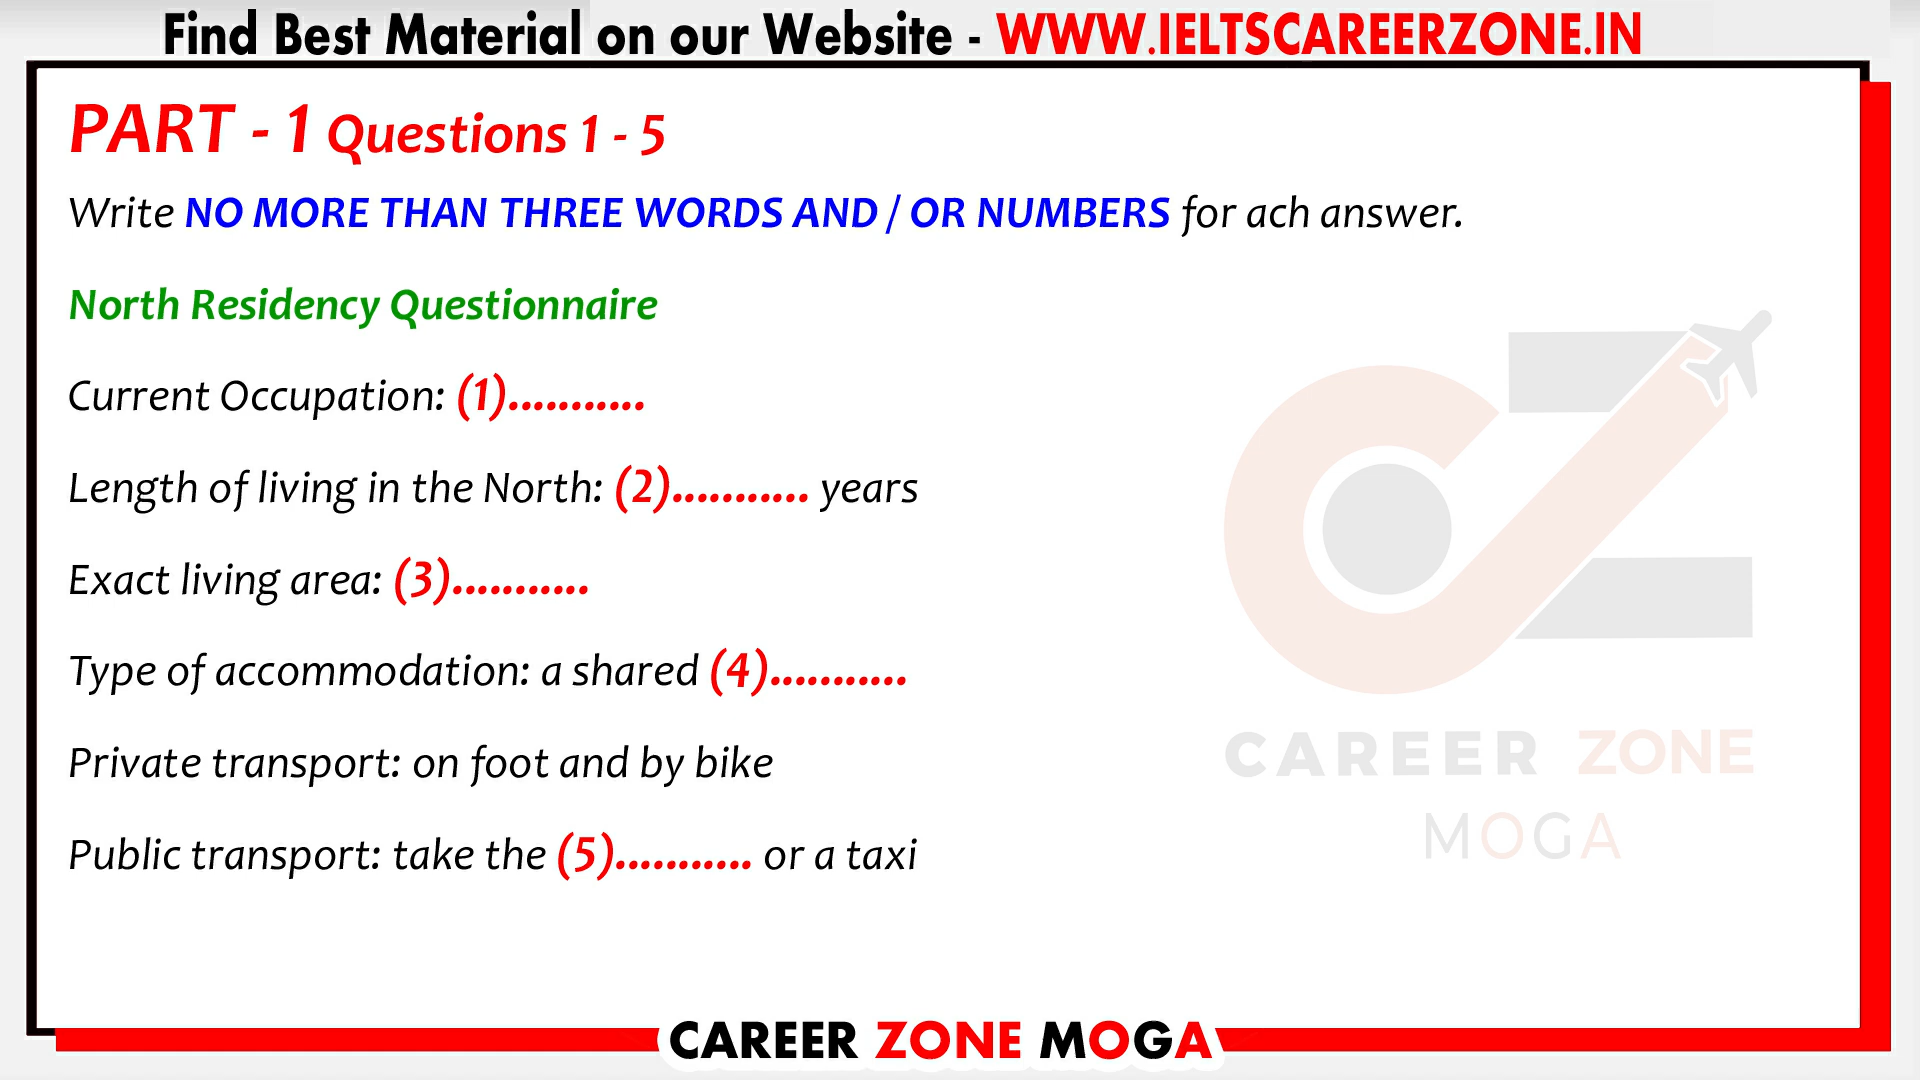 Find Best Material on our Website - WWW.IELTSCAREERZONE.IN
PART - 1 Questions 1 - 5
Write NO MORE THAN THREE WORDS AND / OR NUMBERS for ach answer.
North Residency Questionnaire
Current Occupation: (1)...........
Length of living in the North: (2)........... years
Exact living area: (3)...........
Type of accommodation: a shared (4)...........
Private transport: on foot and by bike
Public transport: take the (5)........... or a taxi
CAREER ZONE
MOGA
CAREER ZONE MOGA